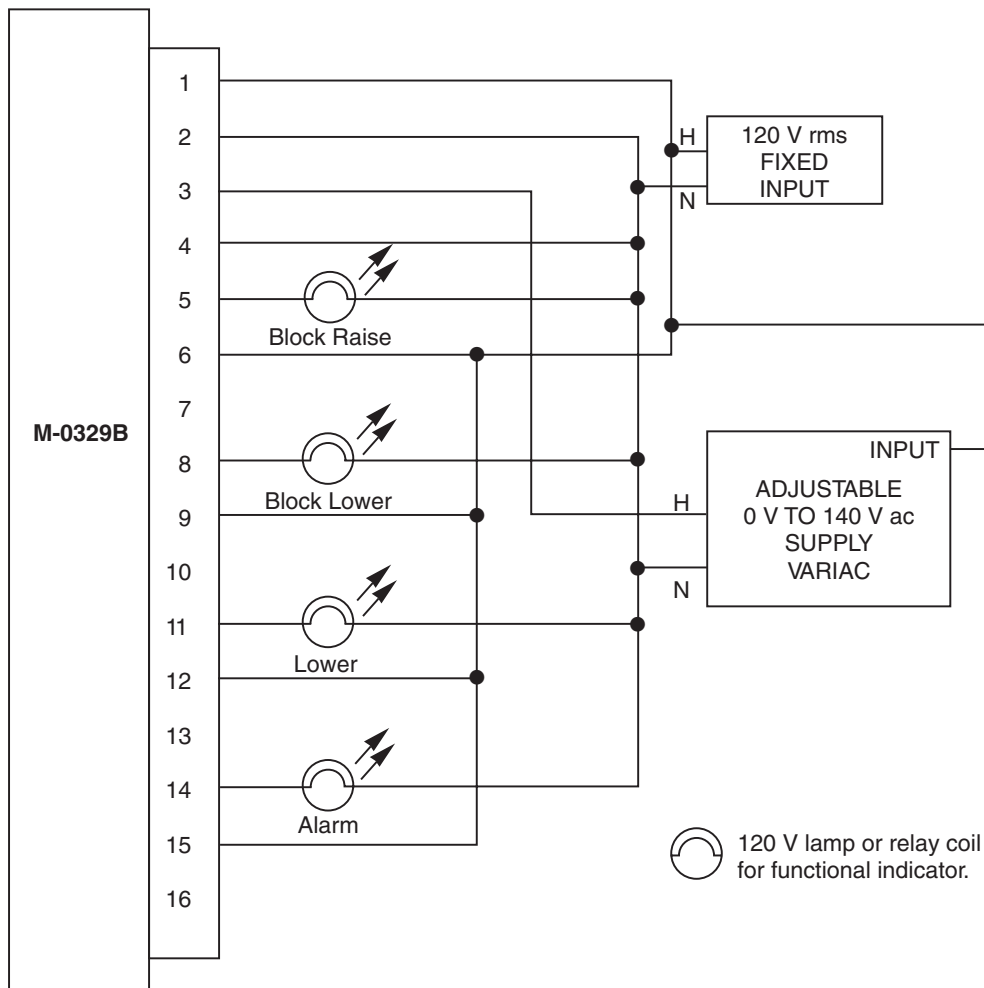 1
2
3
4
5
6
7
8
9
10
11
12
13
14
15
16
M-0329B
Block Raise
Block Lower
Lower
Alarm
H
N
120 V rms
FIXED
INPUT
INPUT
H
N
ADJUSTABLE
0 V TO 140 V ac
SUPPLY
VARIAC
120 V lamp or relay coil
for functional indicator.